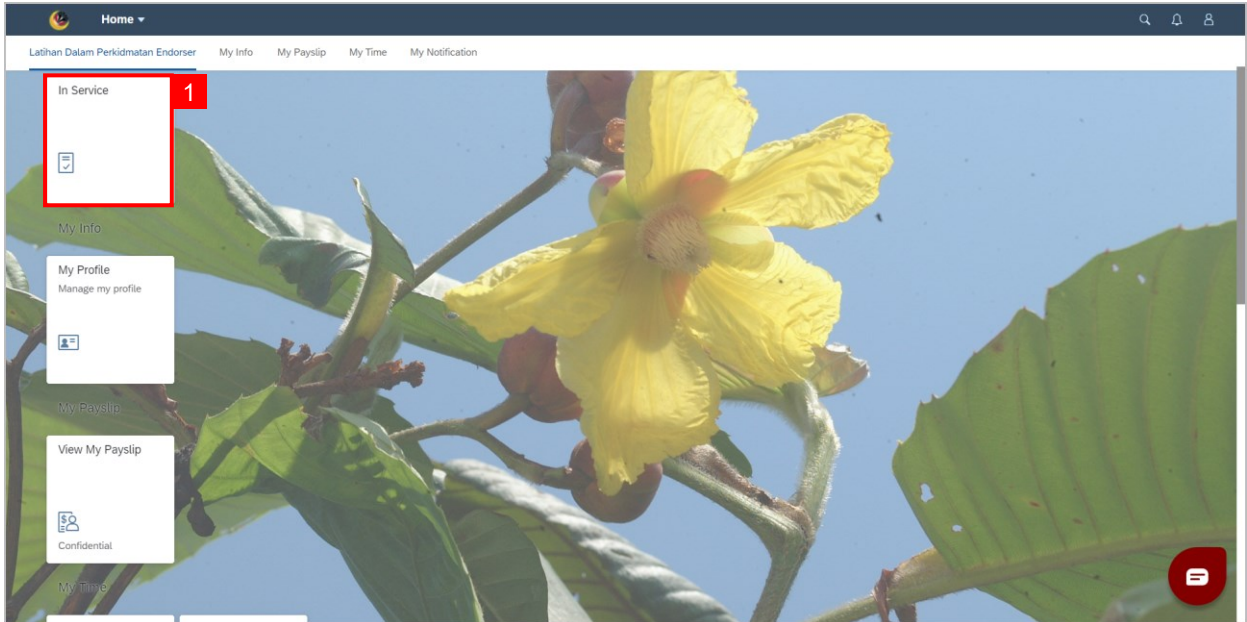 Home
Latihan Dalam Perkidmatan Endorser My Info My Payslip My Time My Notification
In Service
1
My Info
My Profile
Manage my profile
My Payslip
View My Payslip
Confidential
My Time